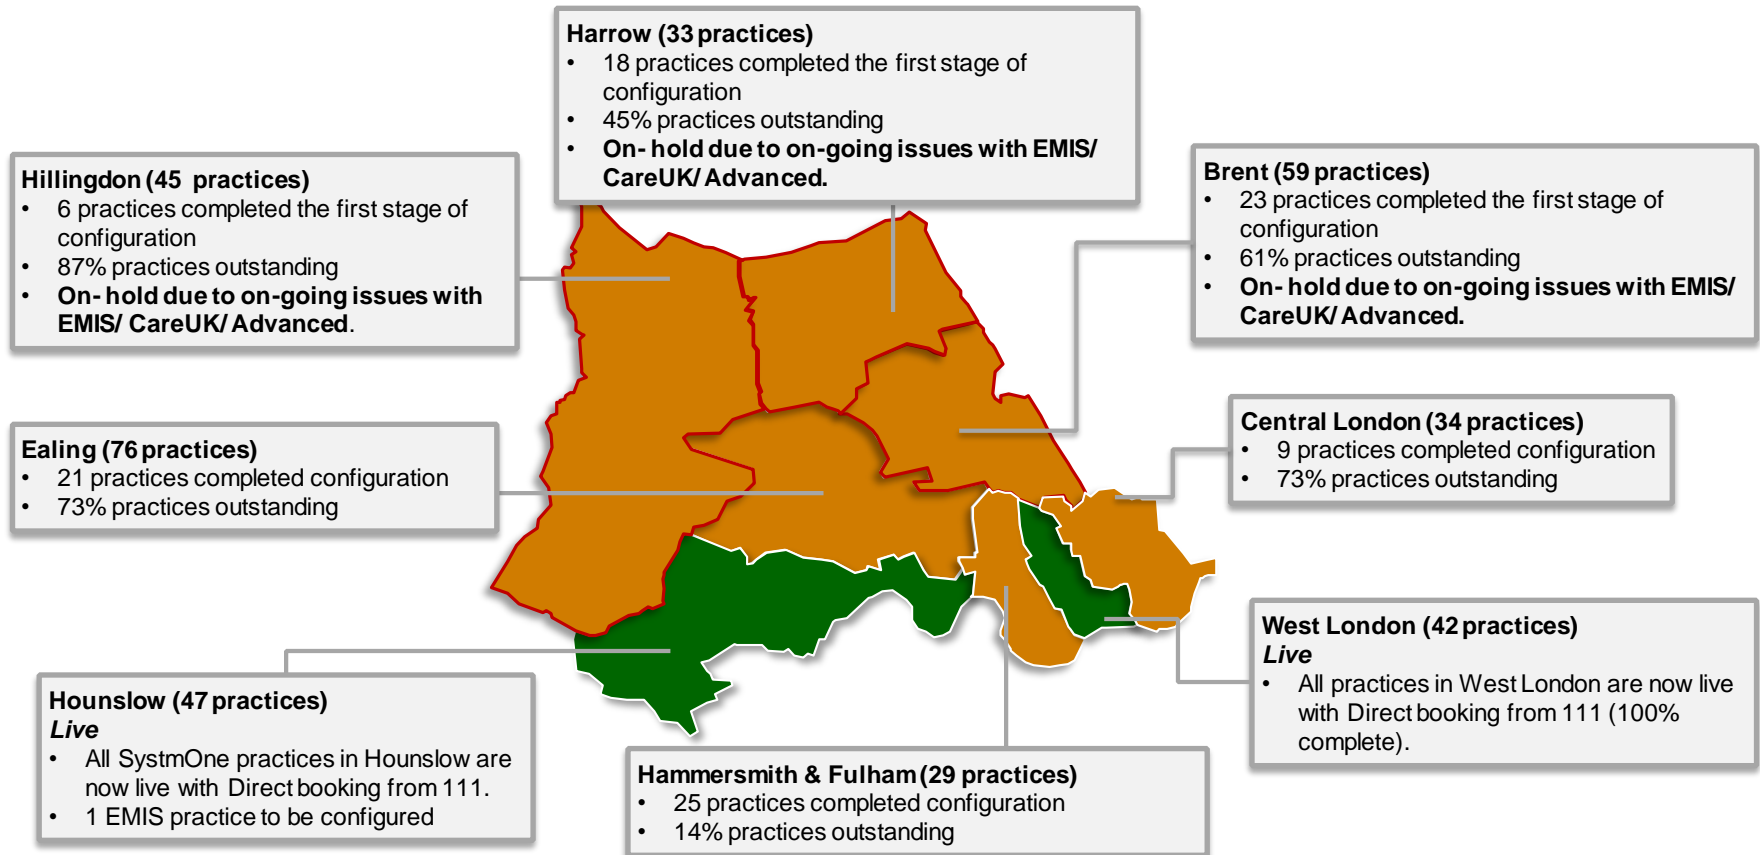 Harrow (33 practices)
• 18 practices completed the first stage of
configuration
• 45% practices outstanding
• On- hold due to on-going issues with EMIS/
CareUK/ Advanced.
Hillingdon (45 practices)
• 6 practices completed the first stage of
configuration
• 87% practices outstanding
• On- hold due to on-going issues with
EMIS/ CareUK/ Advanced.
Brent (59 practices)
• 23 practices completed the first stage of
configuration
• 61% practices outstanding
• On- hold due to on-going issues with EMIS/
CareUK/ Advanced.
Ealing (76 practices)
• 21 practices completed configuration
• 73% practices outstanding
Central London (34 practices)
• 9 practices completed configuration
• 73% practices outstanding
Hounslow (47 practices)
Live
• All SystmOne practices in Hounslow are
now live with Direct booking from 111.
• 1 EMIS practice to be configured
Hammersmith & Fulham (29 practices)
• 25 practices completed configuration
• 14% practices outstanding
West London (42 practices)
Live
• All practices in West London are now live
with Direct booking from 111 (100%
complete).